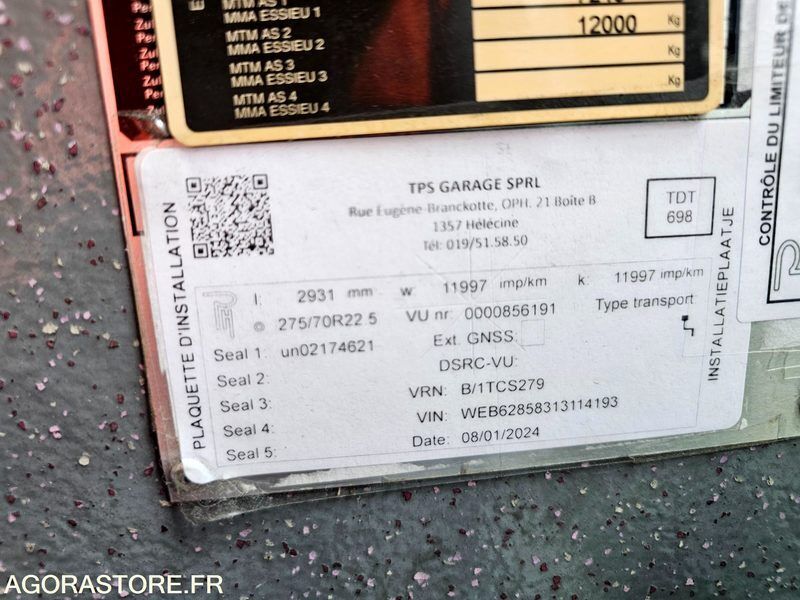 MTM AS 1
MMA ESSIEU 1
12000 Kg
MTM AS 2
MMA ESSIEU 2
Kg
MTM AS 3
MMA ESSIEU 3
Kg
MTM AS 4
MMA ESSIEU 4
TPS GARAGE SPRL
Rue Eugène-Branckotte, OPH. 21 Boîte B
1357 Hélécine
Tél: 019/51.58.50
TDT
698
PLAQUETTE D'INSTALLATION
INSTALLATIEPLAATJE
CONTRÔLE DU LIMITEUR DE
l: 2931 mm w: 11997 imp/km k: 11997 imp/km
275/70R22.5 VU nr: 0000856191 Type transport
Seal 1: un02174621 Ext. GNSS:
Seal 2: DSRC-VU:
Seal 3: VRN: B/1TCS279
Seal 4: VIN: WEB62858313114193
Seal 5: Date: 08/01/2024
AGORASTORE.FR